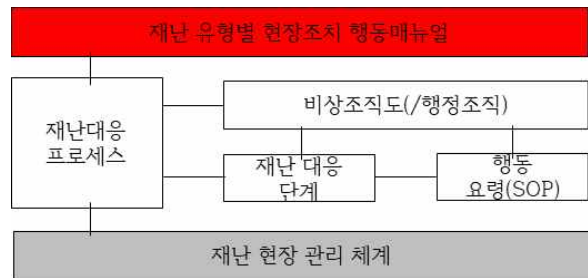 재난 유형별 현장조치 행동매뉴얼
비상조직도(/행정조직)
재난대응
프로세스
재난 대응
단계
행동
요령(SOP)
재난 현장 관리 체계